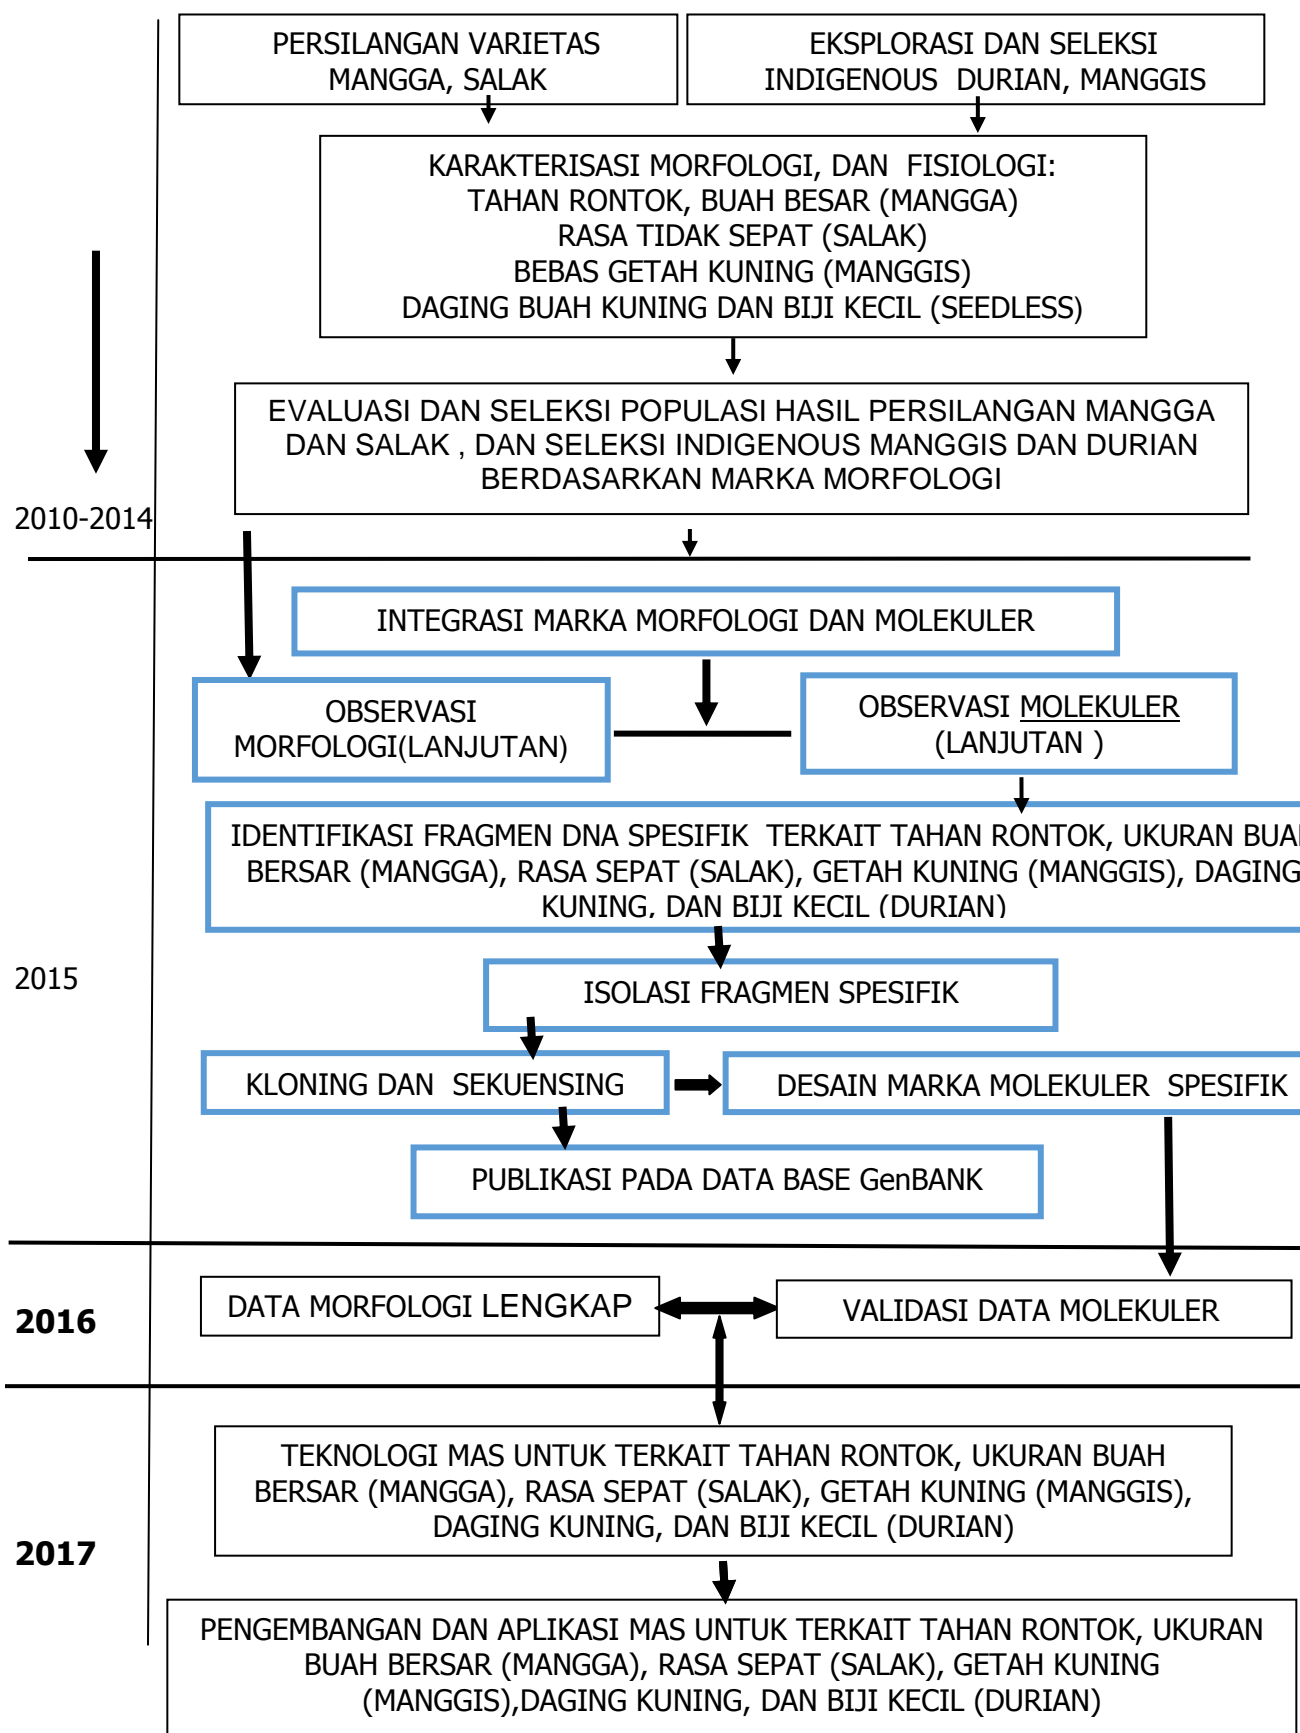 PERSILANGAN VARIETAS
MANGGA, SALAK
EKSPLORASI DAN SELEKSI
INDIGENOUS DURIAN, MANGGIS
KARAKTERISASI MORFOLOGI, DAN FISIOLOGI:
TAHAN RONTOK, BUAH BESAR (MANGGA)
RASA TIDAK SEPAT (SALAK)
BEBAS GETAH KUNING (MANGGIS)
DAGING BUAH KUNING DAN BIJI KECIL (SEEDLESS)
EVALUASI DAN SELEKSI POPULASI HASIL PERSILANGAN MANGGA
DAN SALAK , DAN SELEKSI INDIGENOUS MANGGIS DAN DURIAN
BERDASARKAN MARKA MORFOLOGI
2010-2014
INTEGRASI MARKA MORFOLOGI DAN MOLEKULER
OBSERVASI
MORFOLOGI(LANJUTAN)
OBSERVASI MOLEKULER
(LANJUTAN )
IDENTIFIKASI FRAGMEN DNA SPESIFIK TERKAIT TAHAN RONTOK, UKURAN BUAH
BERSAR (MANGGA), RASA SEPAT (SALAK), GETAH KUNING (MANGGIS), DAGING
KUNING, DAN BIJI KECIL (DURIAN)
2015
ISOLASI FRAGMEN SPESIFIK
KLONING DAN SEKUENSING
DESAIN MARKA MOLEKULER SPESIFIK
PUBLIKASI PADA DATA BASE GenBANK
2016
DATA MORFOLOGI LENGKAP
VALIDASI DATA MOLEKULER
TEKNOLOGI MAS UNTUK TERKAIT TAHAN RONTOK, UKURAN BUAH
BERSAR (MANGGA), RASA SEPAT (SALAK), GETAH KUNING (MANGGIS),
DAGING KUNING, DAN BIJI KECIL (DURIAN)
2017
PENGEMBANGAN DAN APLIKASI MAS UNTUK TERKAIT TAHAN RONTOK, UKURAN
BUAH BERSAR (MANGGA), RASA SEPAT (SALAK), GETAH KUNING
(MANGGIS),DAGING KUNING, DAN BIJI KECIL (DURIAN)